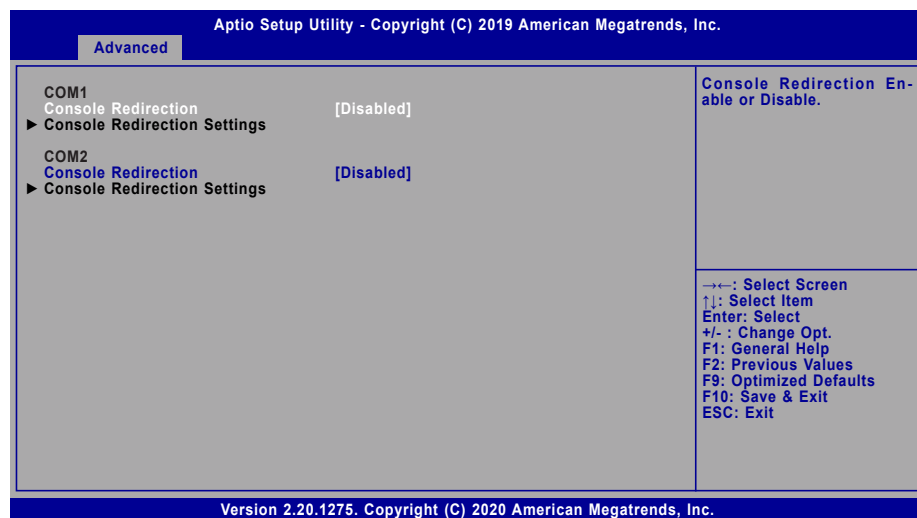 Aptio Setup Utility - Copyright (C) 2019 American Megatrends, Inc.
Advanced
COM1
Console Redirection [Disabled]
► Console Redirection Settings
COM2
Console Redirection [Disabled]
► Console Redirection Settings
Console Redirection En-
able or Disable.
→←: Select Screen
↑↓: Select Item
Enter: Select
+/- : Change Opt.
F1: General Help
F2: Previous Values
F9: Optimized Defaults
F10: Save & Exit
ESC: Exit
Version 2.20.1275. Copyright (C) 2020 American Megatrends, Inc.